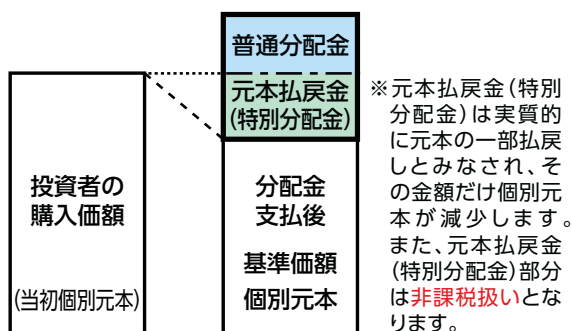 普通分配金
元本払戻金
(特別分配金)
投資者の
購入価額
(当初個別元本)
分配金
支払後
基準価額
個別元本
※元本払戻金(特別
分配金)は実質的
に元本の一部払戻
しとみなされ、そ
の金額だけ個別元
本が減少します。
また、元本払戻金
(特別分配金)部分
は非課税扱いとな
ります。